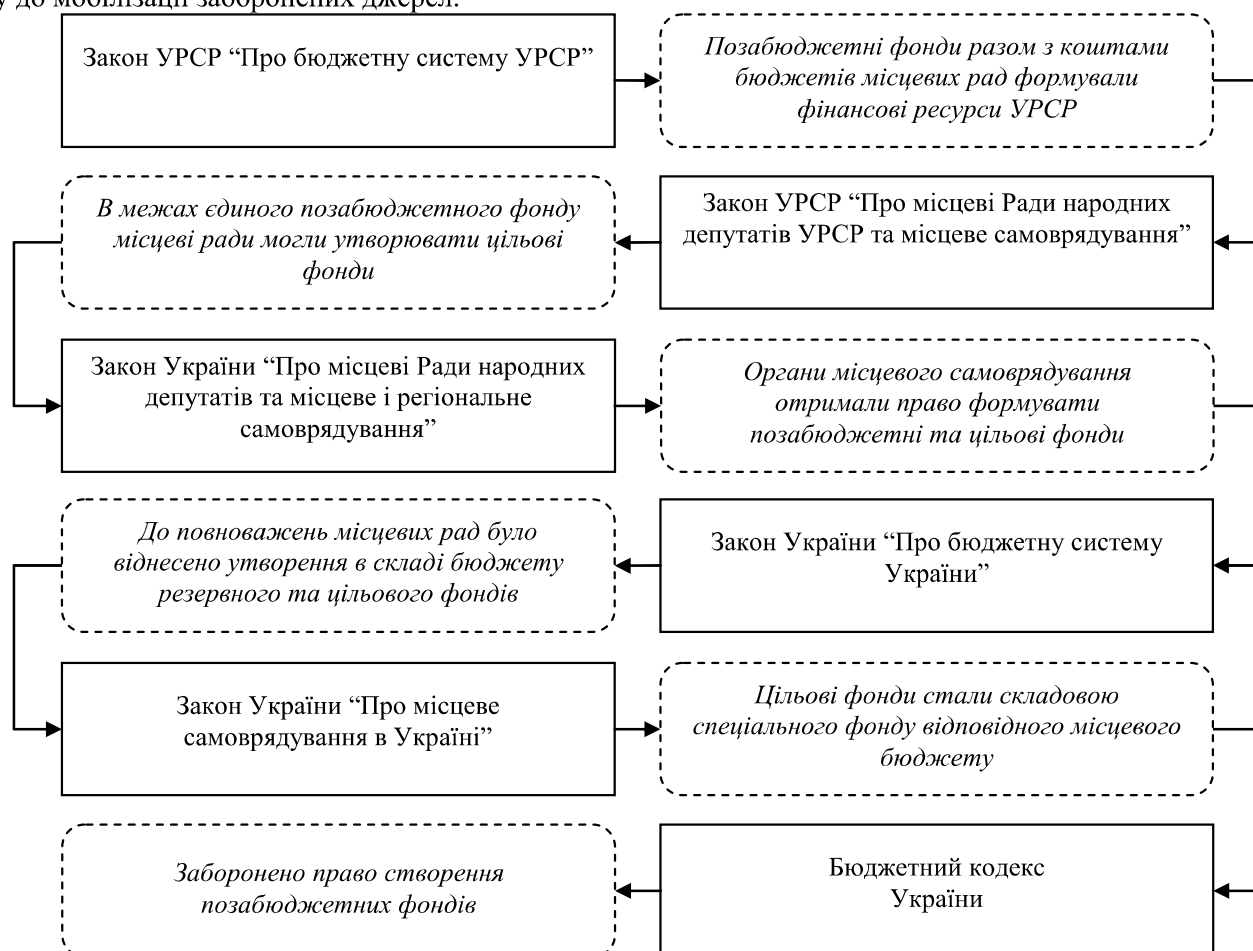 у до мобілізації заборонених джерел.
Закон УРСР “Про бюджетну систему УРСР”
Позабюджетні фонди разом з коштами
бюджетів місцевих рад формували
фінансові ресурси УРСР
В межах єдиного позабюджетного фонду
місцеві ради могли утворювати цільові
фонди
Закон УРСР “Про місцеві Ради народних
депутатів УРСР та місцеве самоврядування”
Закон України “Про місцеві Ради народних
депутатів та місцеве і регіональне
самоврядування”
Органи місцевого самоврядування
отримали право формувати
позабюджетні та цільові фонди
До повноважень місцевих рад було
віднесено утворення в складі бюджету
резервного та цільового фондів
Закон України “Про бюджетну систему
України”
Закон України “Про місцеве
самоврядування в Україні”
Цільові фонди стали складовою
спеціального фонду відповідного місцевого
бюджету
Заборонено право створення
позабюджетних фондів
Бюджетний кодекс
України